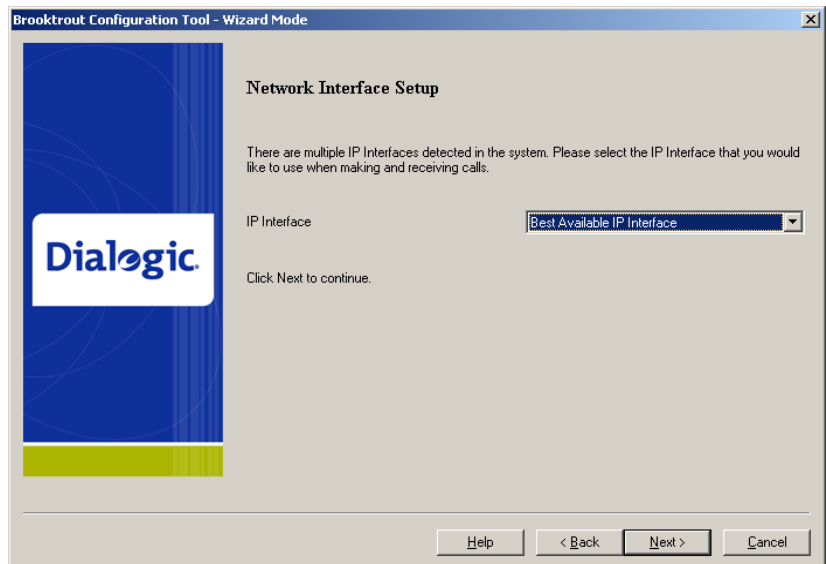 Brooktrout Configuration Tool - Wizard Mode
Network Interface Setup
There are multiple IP Interfaces detected in the system. Please select the IP Interface that you would
like to use when making and receiving calls.
IP Interface
Best Available IP Interface
Dialogic.
Click Next to continue.
Help
< Back
Next >
Cancel